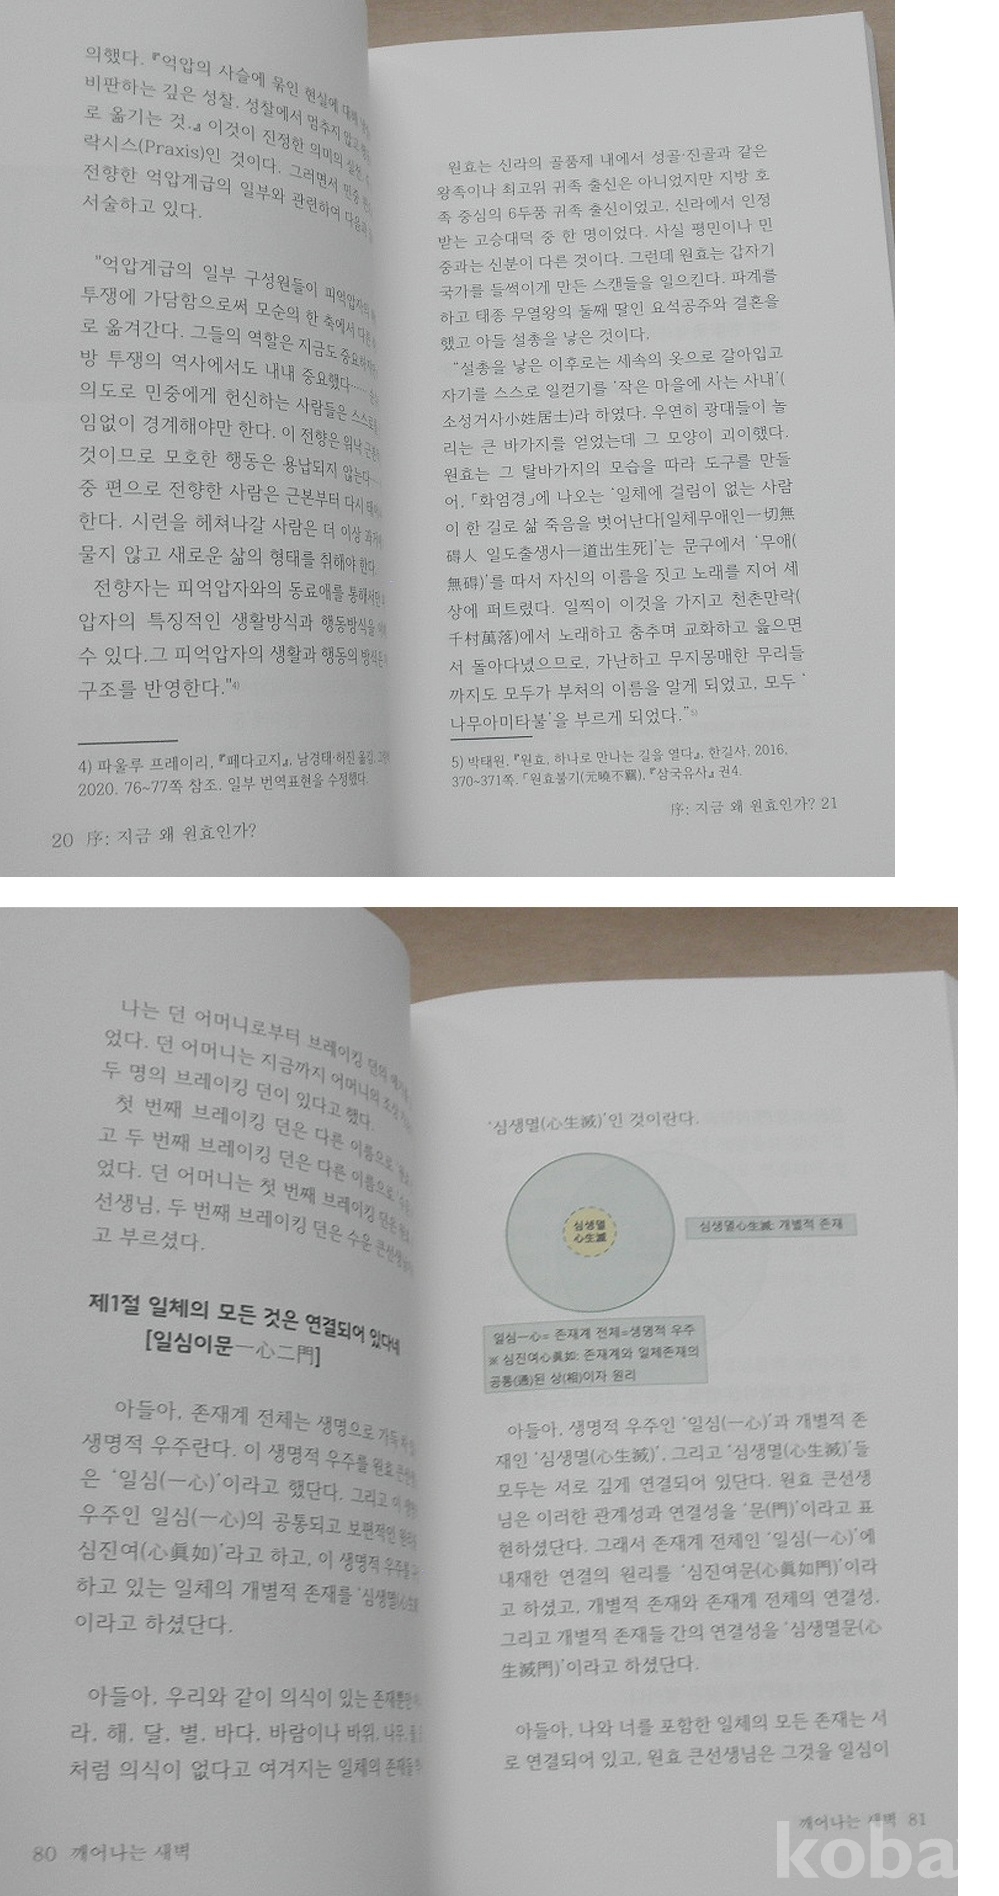 의했다. 『억압의 사슬에 묶인 현실에 대해
비판하는 깊은 성찰. 성찰에서 멈추지 않고
로 옮기는 것.』 이것이 진정한 의미의 실천
락시스(Praxis)인 것이다. 그러면서 민중
전향한 억압계급의 일부와 관련하여 다음과
서술하고 있다.
"억압계급의 일부 구성원들이 피억압자의
투쟁에 가담함으로써 모순의 한 축에서 다른
로 옮겨간다. 그들의 역할은 지금도 중요하지만
방 투쟁의 역사에서도 내내 중요했다……
의도로 민중에게 헌신하는 사람들은 스스로를
임없이 경계해야만 한다. 이 전향은 워낙
것이므로 모호한 행동은 용납되지 않는다……
중 편으로 전향한 사람은 근본부터 다시
한다. 시련을 헤쳐나갈 사람은 더 이상 과거에
물지 않고 새로운 삶의 형태를 취해야 한다.
전향자는 피억압자와의 동료애를 통해서만
압자의 특징적인 생활방식과 행동방식을
수 있다.그 피억압자의 생활과 행동의 방식은
구조를 반영한다."4)
4) 파울루 프레이리, 『페다고지』, 남경태·허진 옮김.
2020. 76~77쪽 참조. 일부 번역표현을 수정했다.
20 序: 지금 왜 원효인가?
원효는 신라의 골품제 내에서 성골·진골과 같은
왕족이나 최고위 귀족 출신은 아니었지만 지방 호
족 중심의 6두품 귀족 출신이었고, 신라에서 인정
받는 고승대덕 중 한 명이었다. 사실 평민이나 민
중과는 신분이 다른 것이다. 그런데 원효는 갑자기
국가를 들썩이게 만든 스캔들을 일으킨다. 파계를
하고 태종 무열왕의 둘째 딸인 요석공주와 결혼을
했고 아들 설총을 낳은 것이다.
"설총을 낳은 이후로는 세속의 옷으로 갈아입고
자기를 스스로 일컫기를 '작은 마을에 사는 사내'(
소성거사小姓居士)라 하였다. 우연히 광대들이 놀
리는 큰 바가지를 얻었는데 그 모양이 괴이했다.
원효는 그 탈바가지의 모습을 따라 도구를 만들
어, 「화엄경」에 나오는 '일체에 걸림이 없는 사람
이 한 길로 삶 죽음을 벗어난다[일체무애인一切無
碍人 일도출생사一道出生死]'는 문구에서 '무애(
無碍)'를 따서 자신의 이름을 짓고 노래를 지어 세
상에 퍼트렸다. 일찍이 이것을 가지고 천촌만락(
千村萬落)에서 노래하고 춤추며 교화하고 읊으면
서 돌아다녔으므로, 가난하고 무지몽매한 무리들
까지도 모두가 부처의 이름을 알게 되었고, 모두 '
나무아미타불'을 부르게 되었다."5)
5) 박태원, 『원효, 하나로 만나는 길을 열다』, 한길사, 2016,
370~371쪽. 「원효불기(元曉不羈), 『삼국유사』 권4.
序: 지금 왜 원효인가? 21
나는 던 어머니로부터 브레이킹 던의
었다. 던 어머니는 지금까지 어머니의 조상
두 명의 브레이킹 던이 있다고 했다.
첫 번째 브레이킹 던은 다른 이름으로
고 두 번째 브레이킹 던은 다른 이름으로
었다. 던 어머니는 첫 번째 브레이킹 던은
선생님, 두 번째 브레이킹 던은 수운 큰선생님
고 부르셨다.
제1절 일체의 모든 것은 연결되어 있다네
[일심이문一心二門]
아들아, 존재계 전체는 생명으로 가득
생명적 우주란다. 이 생명적 우주를 원효 큰선생
은 '일심(一心)'이라고 했단다. 그리고 이
우주인 일심(一心)의 공통되고 보편적인 원리를
심진여(心眞如)'라고 하고, 이 생명적 우주를
하고 있는 일체의 개별적 존재를 '심생멸(心生滅
이라고 하셨단다.
아들아, 우리와 같이 의식이 있는 존재뿐만
라, 해, 달, 별, 바다, 바람이나 바위, 나무,
처럼 의식이 없다고 여겨지는 일체의 존재들
80 깨어나는 새벽
'심생멸(心生滅)'인 것이란다.
심생멸
心生滅
심생멸心生滅: 개별적 존재
일심一心= 존재계 전체=생명적 우주
※ 심진여心眞如: 존재계와 일체존재의
공통(通)된 상(相)이자 원리
아들아, 생명적 우주인 '일심(一心)'과 개별적 존
재인 '심생멸(心生滅)', 그리고 '심생멸(心生滅)'들
모두는 서로 깊게 연결되어 있단다. 원효 큰선생
님은 이러한 관계성과 연결성을 '문(門)'이라고 표
현하셨단다. 그래서 존재계 전체인 '일심(一心)'에
내재한 연결의 원리를 '심진여문(心眞如門)'이라
고 하셨고, 개별적 존재와 존재계 전체의 연결성,
그리고 개별적 존재들 간의 연결성을 '심생멸문(心
生滅門)'이라고 하셨단다.
아들아, 나와 너를 포함한 일체의 모든 존재는 서
로 연결되어 있고, 원효 큰선생님은 그것을 일심이
깨어나는 새벽 81
koba